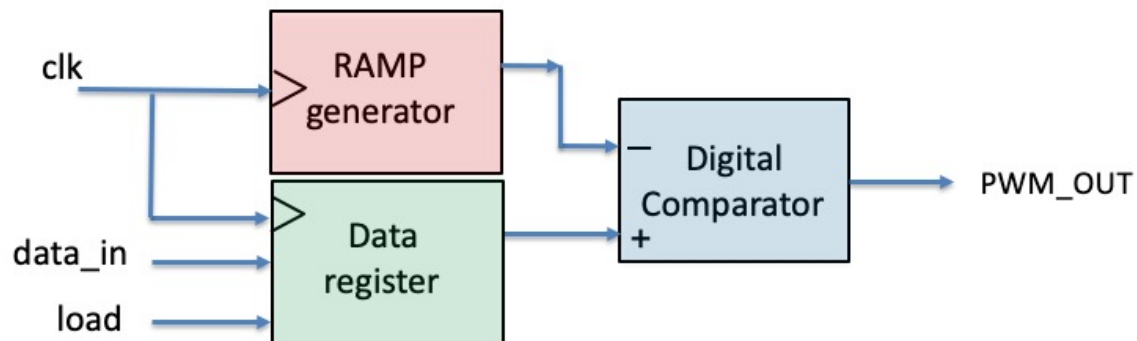 clk
RAMP
generator
−
Digital
Comparator
+
PWM_OUT
Data
register
data_in
load